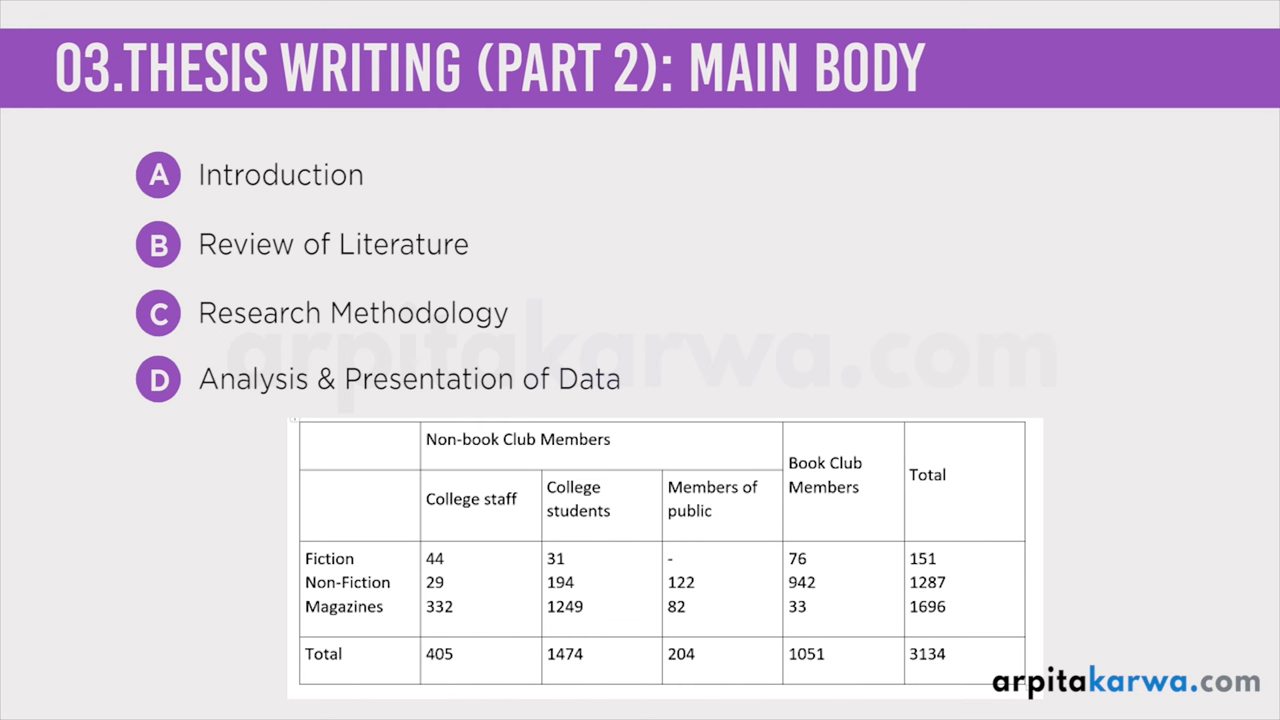 03.THESIS WRITING (PART 2): MAIN BODY
A Introduction
B Review of Literature
C Research Methodology
D Analysis & Presentation of Data
arpitakarwa.com
Non-book Club Members
Book Club Members
Total
College staff
College students
Members of public
Fiction 44 31 - 76 151
Non-Fiction 29 194 122 942 1287
Magazines 332 1249 82 33 1696
Total 405 1474 204 1051 3134
arpitakarwa.com